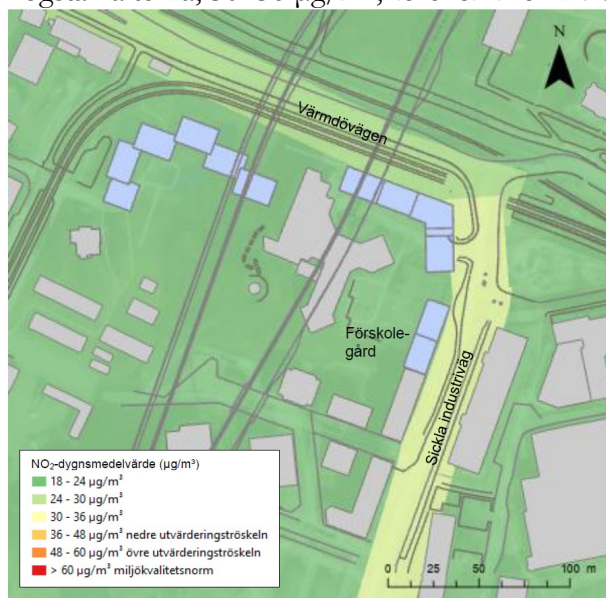 N
Värmdövägen
Förskole-
gård
Sickla industriväg
NO₂-dygnsmedelvärde (µg/m³)
18 - 24 µg/m³
24 - 30 µg/m³
30 - 36 µg/m³
36 - 48 µg/m³ nedre utvärderingströskeln
48 - 60 µg/m³ övre utvärderingströskeln
> 60 µg/m³ miljökvalitetsnorm
0 25 50 100 m